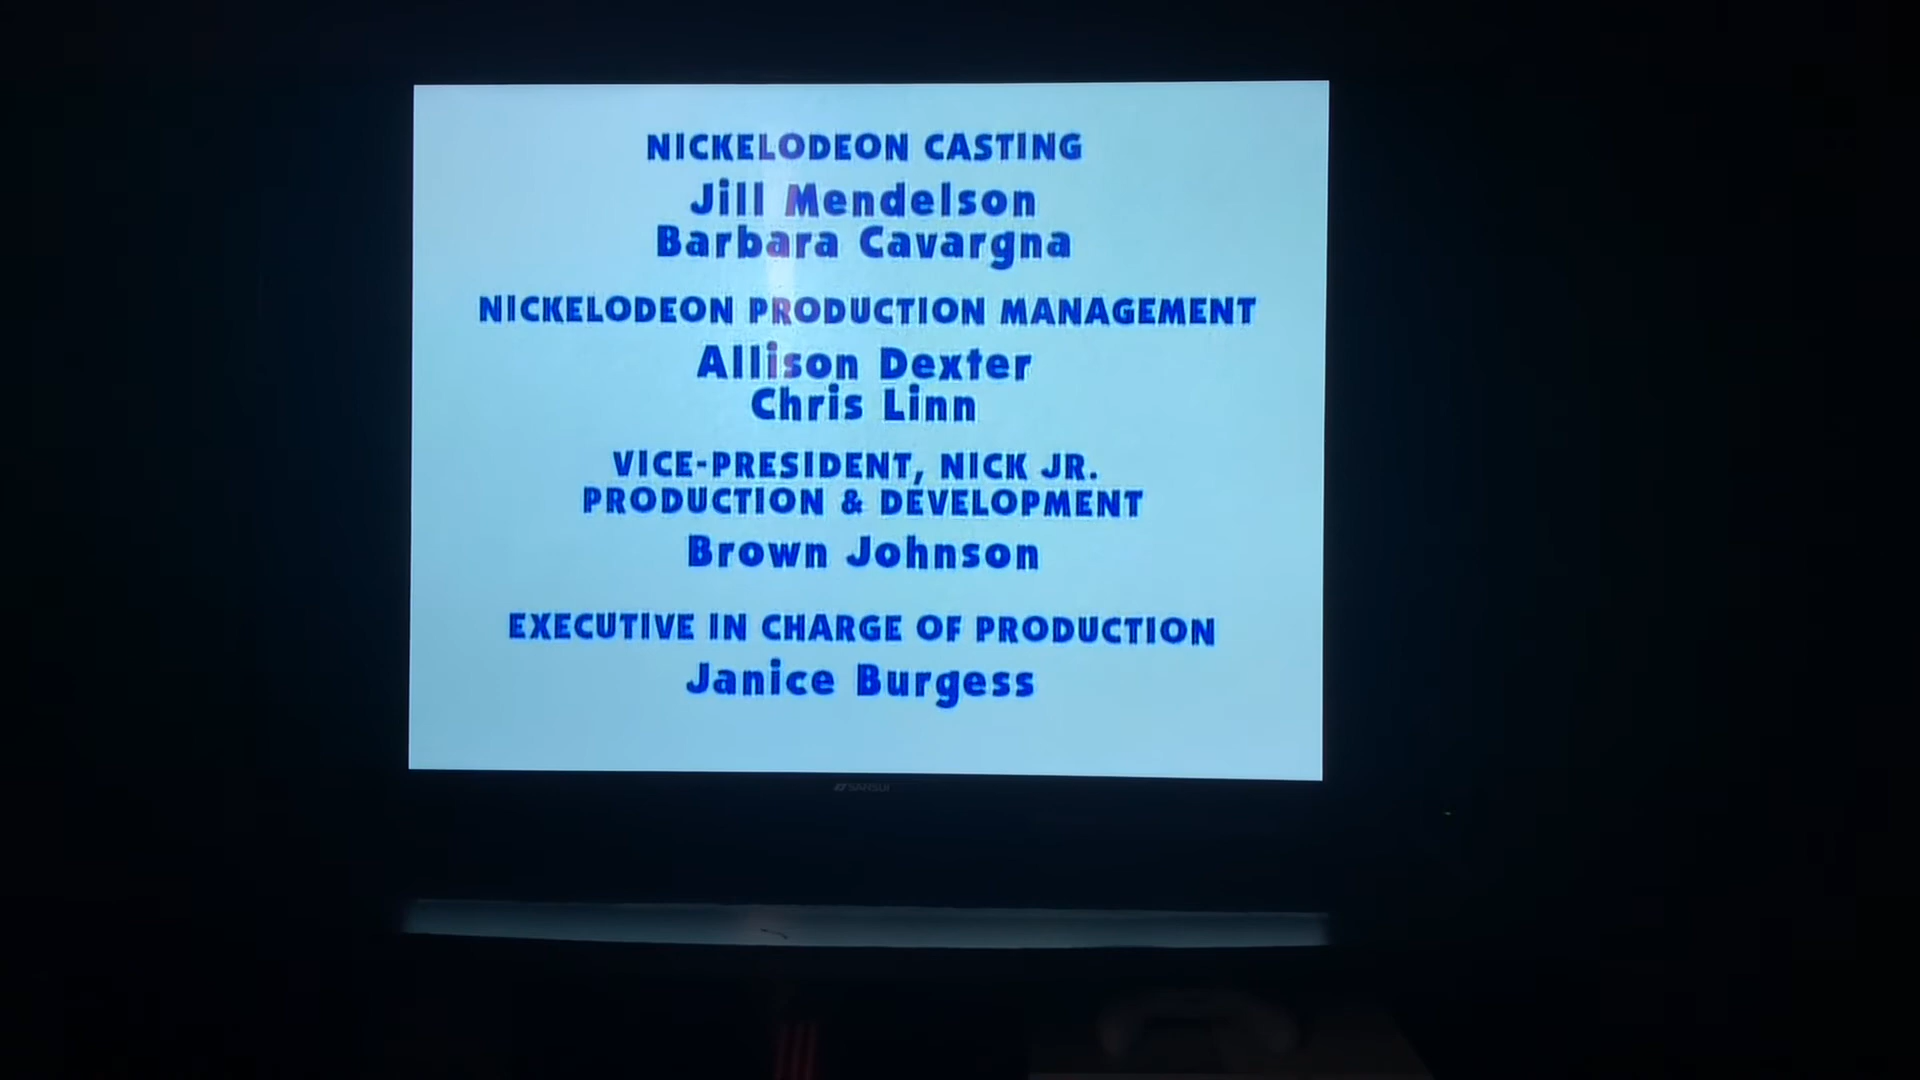 NICKELODEON CASTING
Jill Mendelson
Barbara Cavargna
NICKELODEON PRODUCTION MANAGEMENT
Allison Dexter
Chris Linn
VICE-PRESIDENT, NICK JR.
PRODUCTION & DEVELOPMENT
Brown Johnson
EXECUTIVE IN CHARGE OF PRODUCTION
Janice Burgess
SANSUI